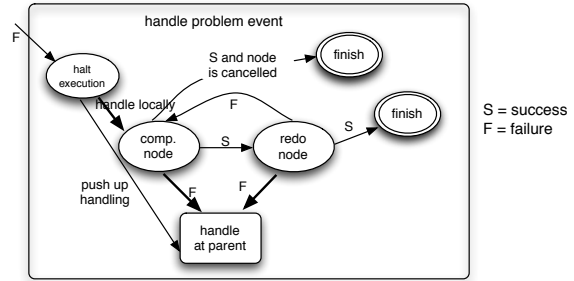 handle problem event
F
halt
execution
S and node
is cancelled
finish
handle locally
F
finish
comp.
node
S
redo
node
S
S = success
F = failure
push up
handling
F
F
handle
at parent